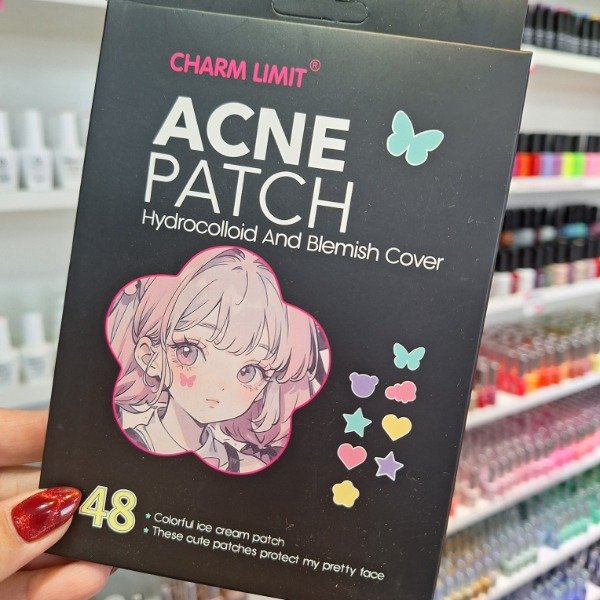 CHARM LIMIT®
ACNE
PATCH
Hydrocolloid And Blemish Cover
48
★ Colorful ice cream patch
★ These cute patches protect my pretty face